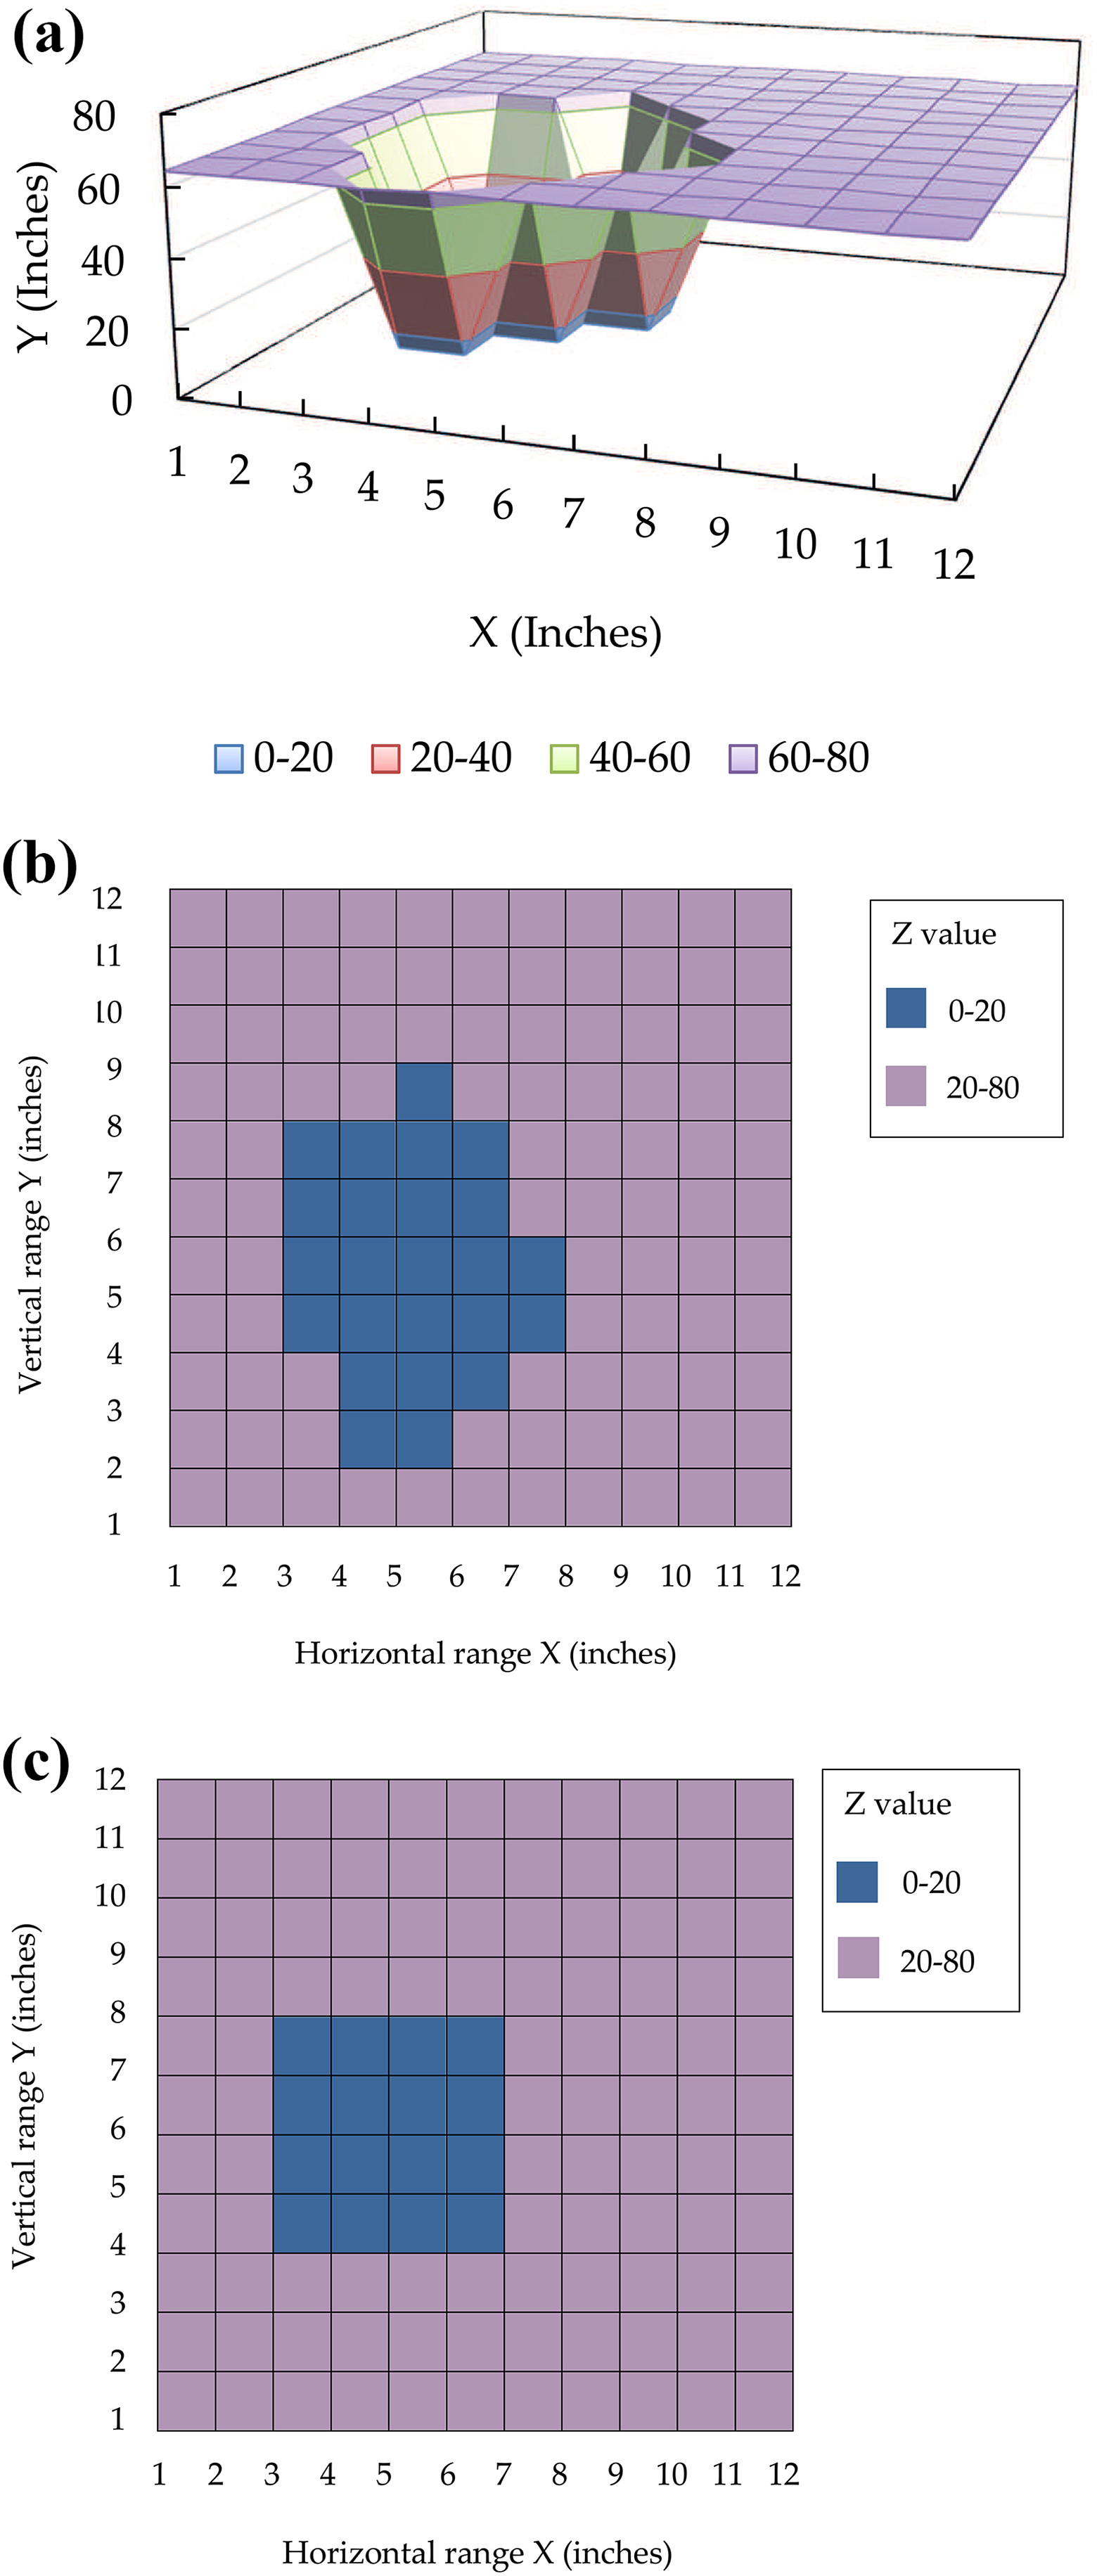 (a)
80
60
40
20
0
Y (Inches)
1 2 3 4 5 6 7 8 9 10 11 12
X (Inches)
0-20 20-40 40-60 60-80
(b)
12
11
10
9
8
7
6
5
4
3
2
1
Vertical range Y (inches)
1 2 3 4 5 6 7 8 9 10 11 12
Horizontal range X (inches)
Z value
0-20
20-80
(c)
12
11
10
9
8
7
6
5
4
3
2
1
Vertical range Y (inches)
1 2 3 4 5 6 7 8 9 10 11 12
Horizontal range X (inches)
Z value
0-20
20-80